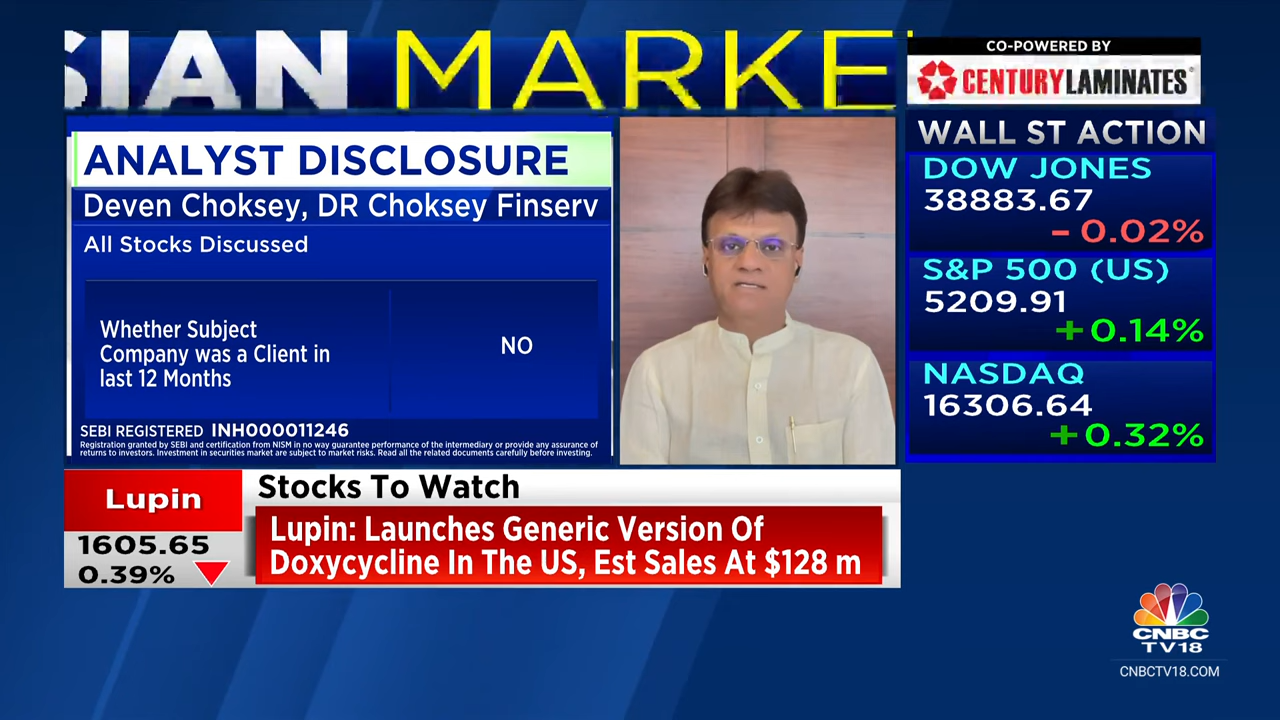 SIAN MARKE
CO-POWERED BY
CENTURYLAMINATES®
ANALYST DISCLOSURE
Deven Choksey, DR Choksey Finserv
All Stocks Discussed
Whether Subject
Company was a Client in
last 12 Months
NO
SEBI REGISTERED INH000011246
Registration granted by SEBI and certification from NISM in no way guarantee performance of the intermediary or provide any assurance of
returns to investors. Investment in securities market are subject to market risks. Read all the related documents carefully before investing.
WALL ST ACTION
DOW JONES
38883.67
- 0.02%
S&P 500 (US)
5209.91
+ 0.14%
NASDAQ
16306.64
+ 0.32%
Lupin
1605.65
0.39%
Stocks To Watch
Lupin: Launches Generic Version Of
Doxycycline In The US, Est Sales At $128 m
CNBC
TV18
CNBCTV18.COM